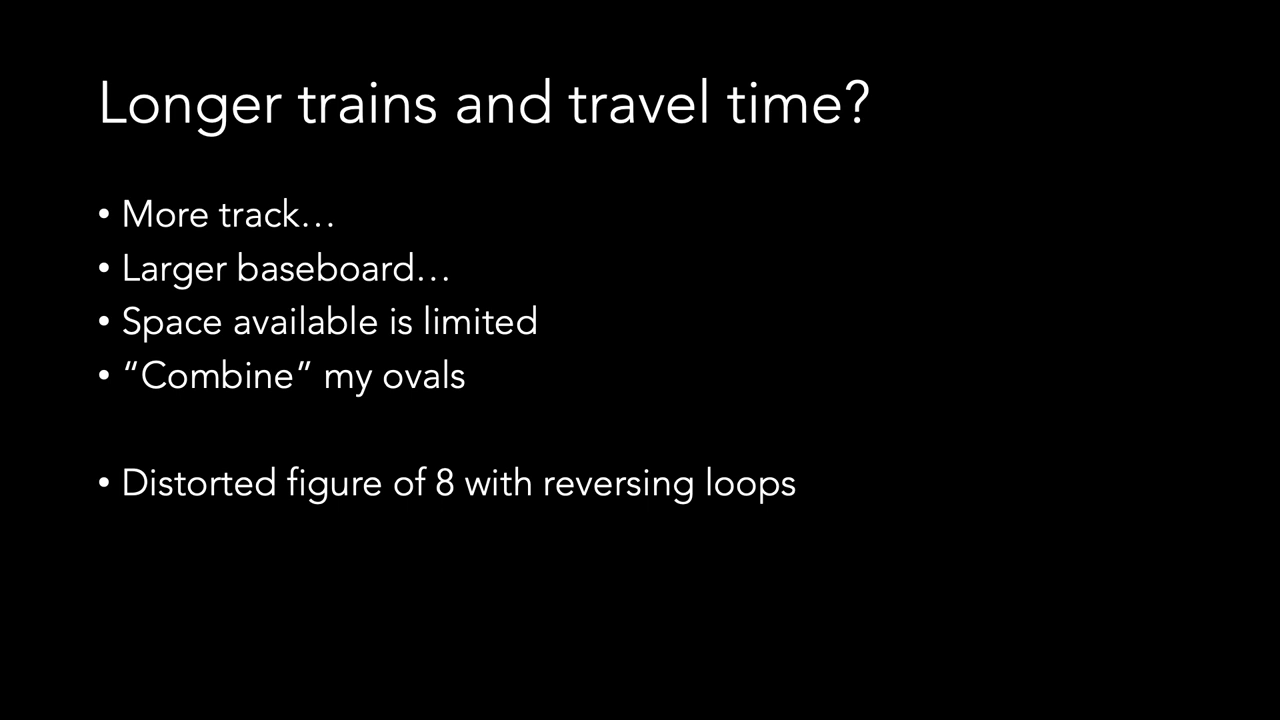 Longer trains and travel time?
• More track…
• Larger baseboard…
• Space available is limited
• “Combine” my ovals
• Distorted figure of 8 with reversing loops